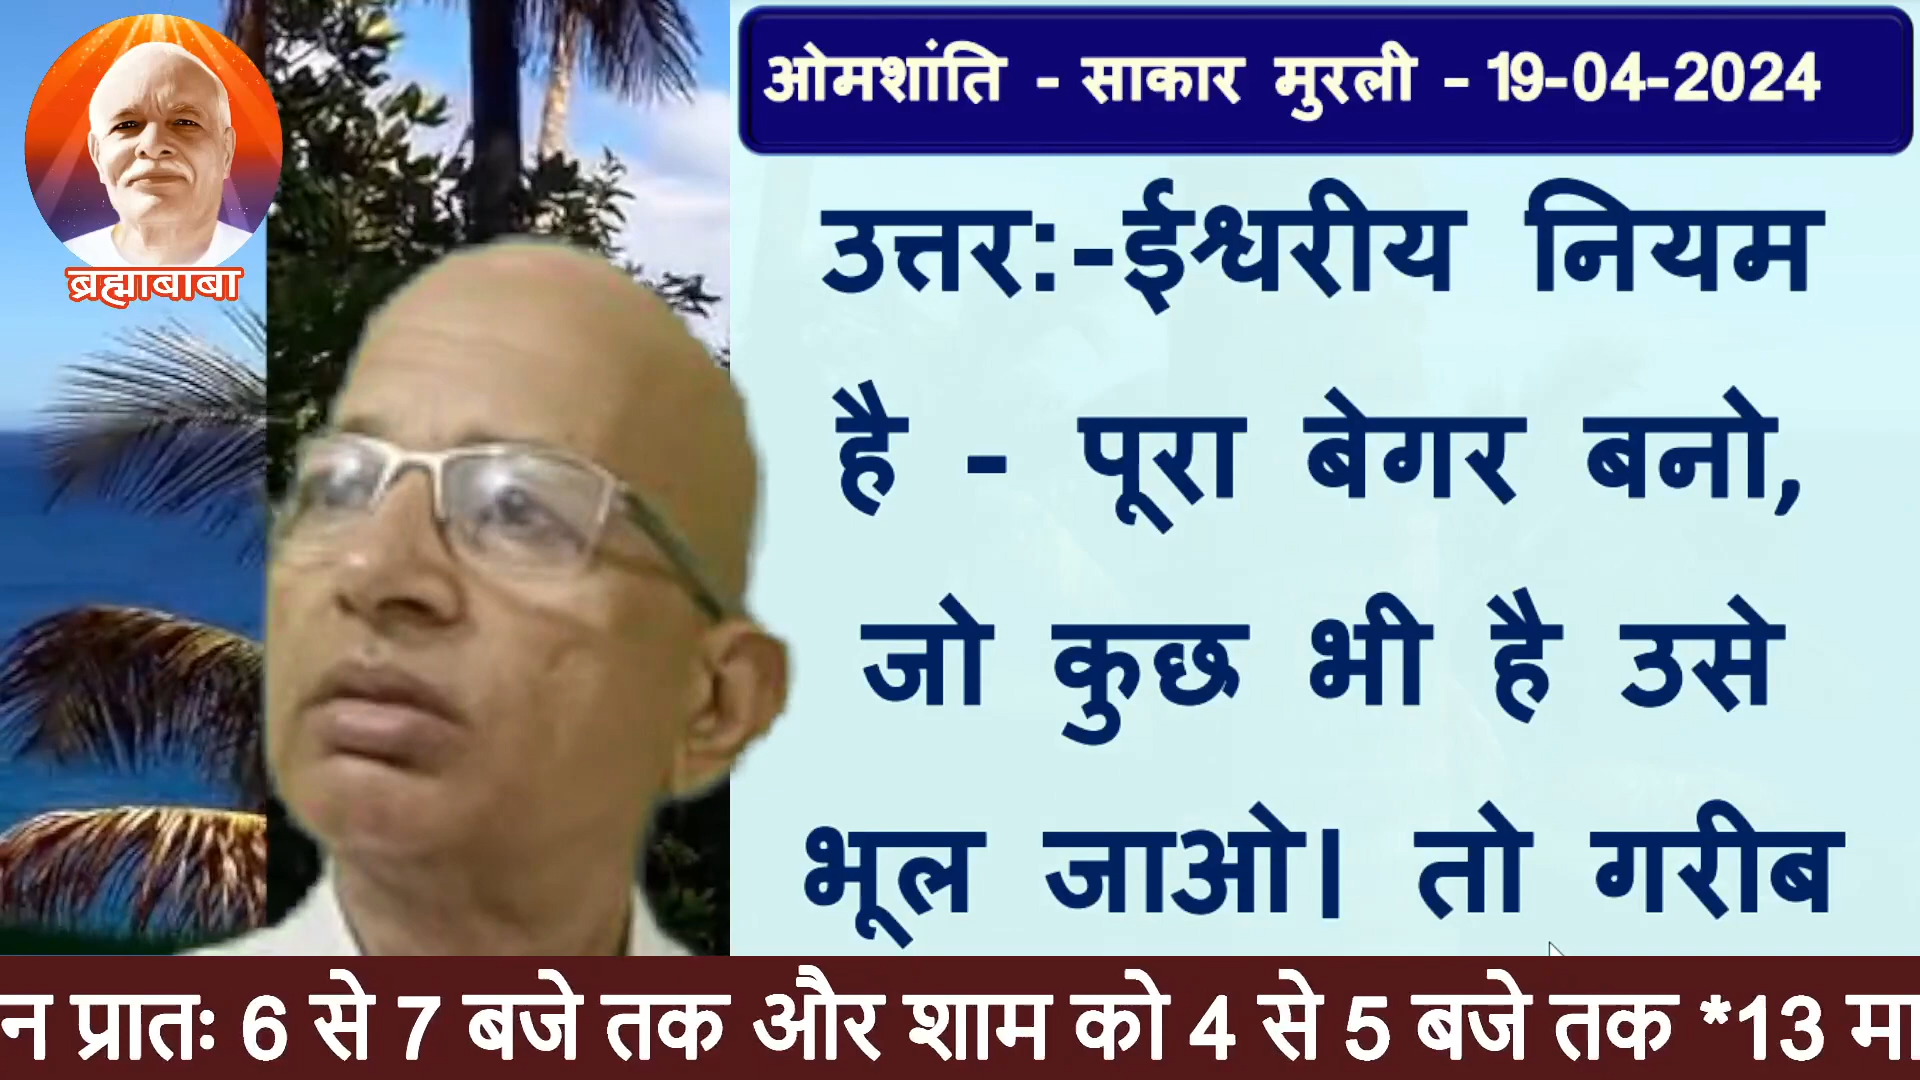 ब्रह्माबाबा
ओमशांति - साकार मुरली - 19-04-2024
उत्तर:-ईश्वरीय नियम
है - पूरा बेगर बनो,
जो कुछ भी है उसे
भूल जाओ। तो गरीब
न प्रातः 6 से 7 बजे तक और शाम को 4 से 5 बजे तक *13 मा